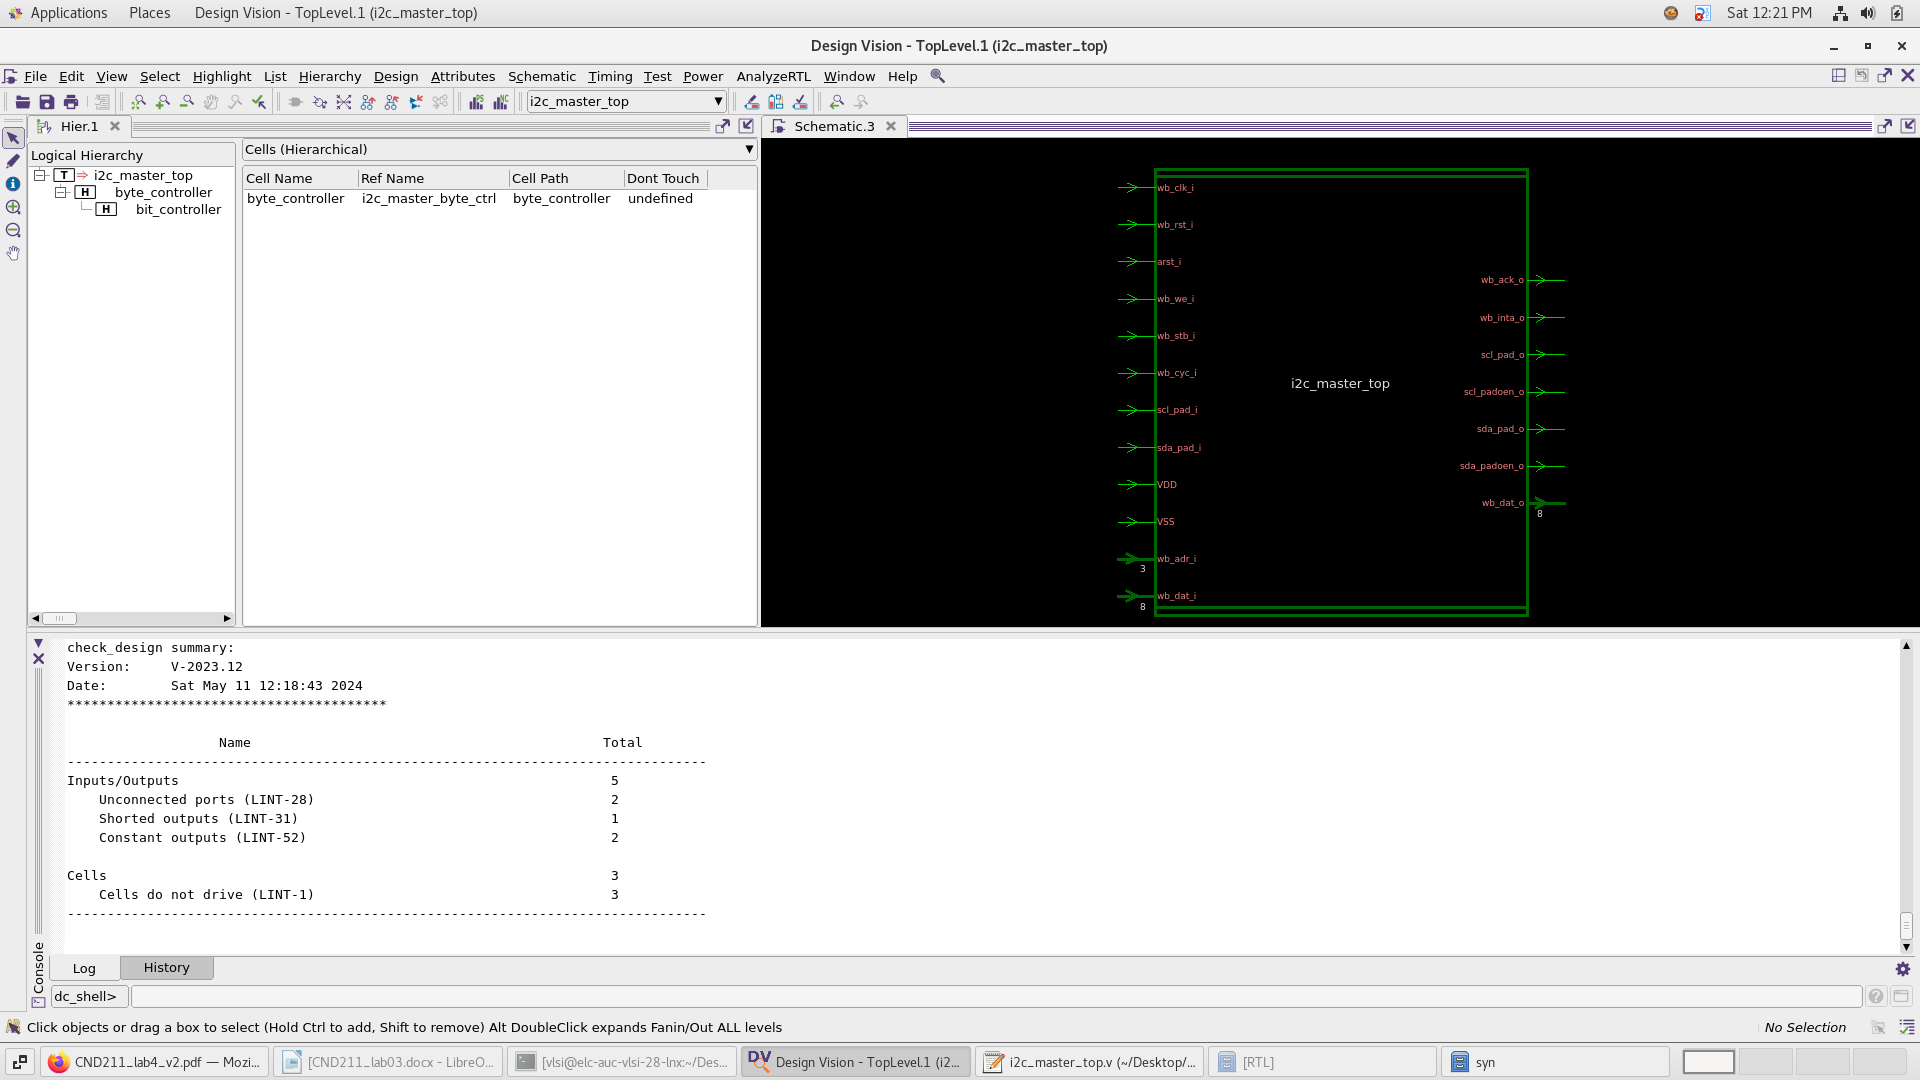 Applications Places Design Vision - TopLevel.1 (i2c_master_top) Sat 12:21 PM
Design Vision - TopLevel.1 (i2c_master_top)
File Edit View Select Highlight List Hierarchy Design Attributes Schematic Timing Test Power AnalyzeRTL Window Help
i2c_master_top
Hier.1
Schematic.3
Logical Hierarchy
T i2c_master_top
H byte_controller
H bit_controller
Cells (Hierarchical)
Cell Name Ref Name Cell Path Dont Touch
byte_controller i2c_master_byte_ctrl byte_controller undefined
wb_clk_i
wb_rst_i
arst_i
wb_we_i
wb_stb_i
wb_cyc_i
scl_pad_i
sda_pad_i
VDD
VSS
wb_adr_i
3
wb_dat_i
8
i2c_master_top
wb_ack_o
wb_inta_o
scl_pad_o
scl_padoen_o
sda_pad_o
sda_padoen_o
wb_dat_o
8
check_design summary:
Version: V-2023.12
Date: Sat May 11 12:18:43 2024
****************************************
Name Total
--------------------------------------------------------------------------------
Inputs/Outputs 5
Unconnected ports (LINT-28) 2
Shorted outputs (LINT-31) 1
Constant outputs (LINT-52) 2
Cells 3
Cells do not drive (LINT-1) 3
--------------------------------------------------------------------------------
Console
Log History
dc_shell>
Click objects or drag a box to select (Hold Ctrl to add, Shift to remove) Alt DoubleClick expands Fanin/Out ALL levels No Selection
CND211_lab4_v2.pdf — Mozi... [CND211_lab03.docx - LibreO... [vlsi@elc-auc-vlsi-28-lnx:~/Des... DV Design Vision - TopLevel.1 (i2... i2c_master_top.v (~/Desktop/... [RTL] syn